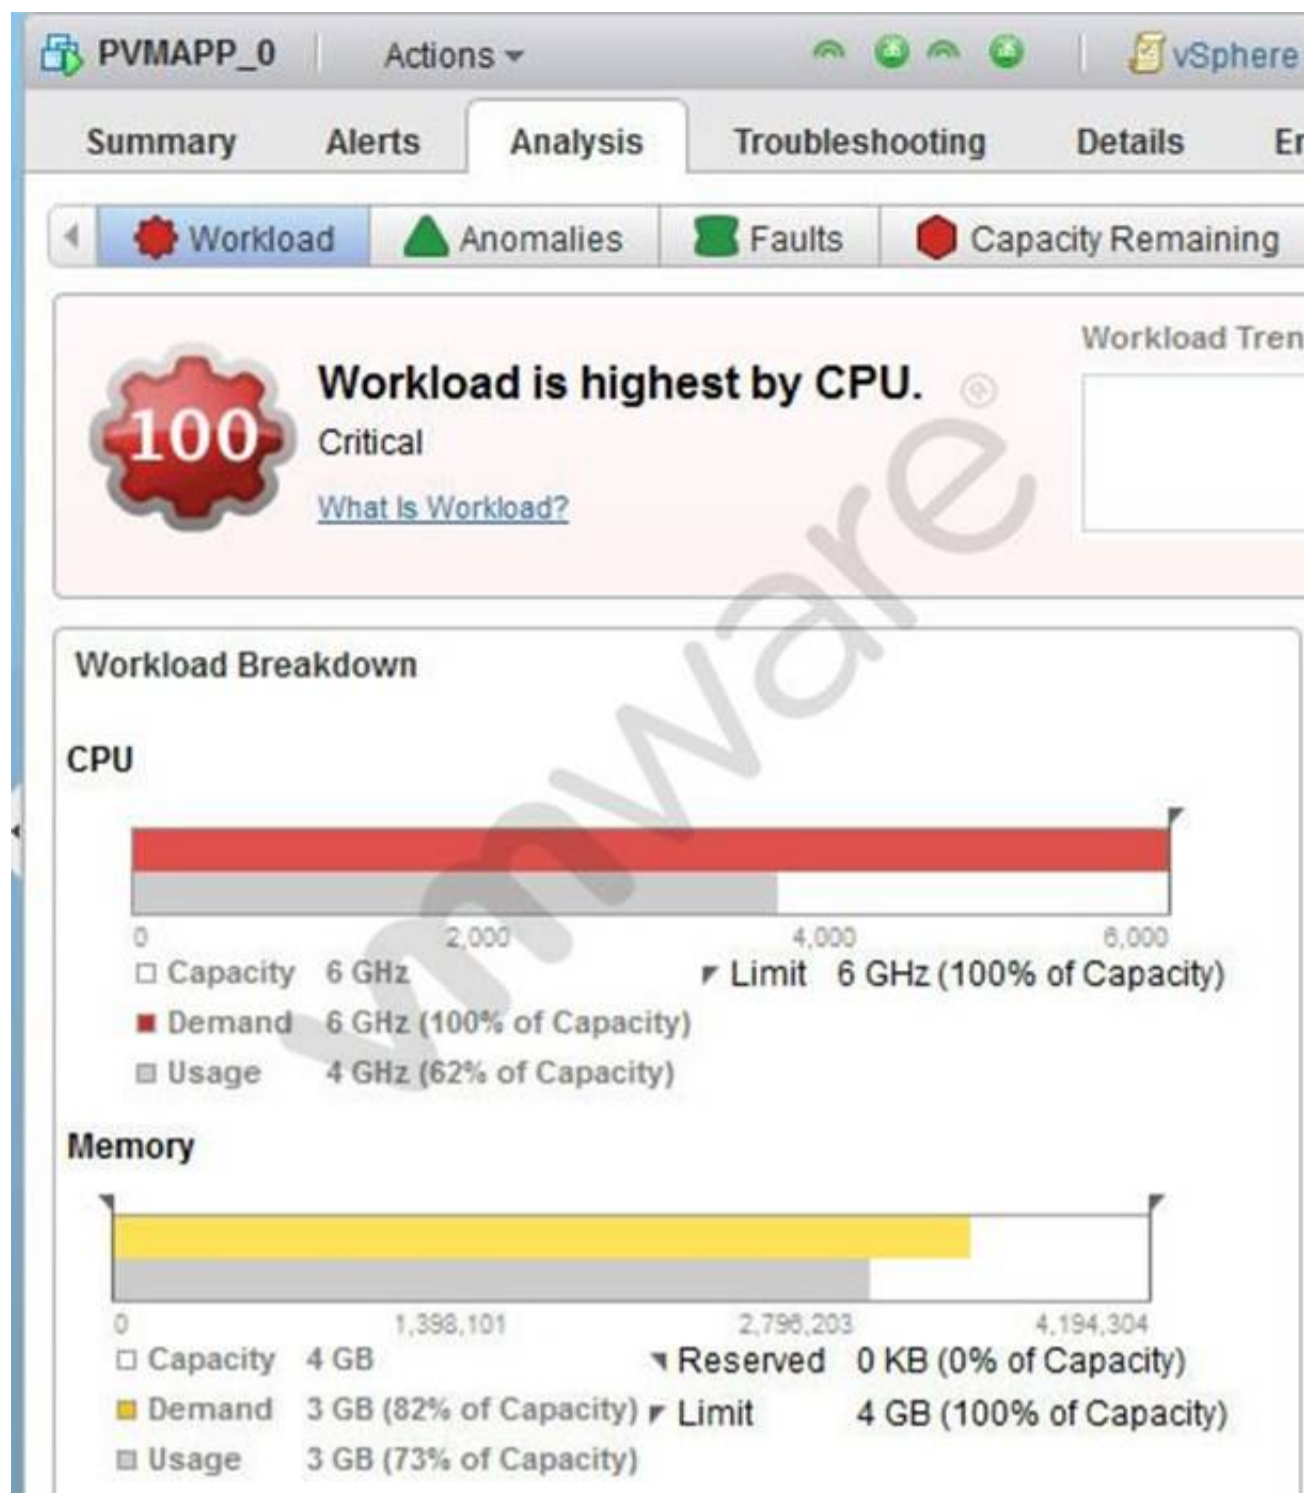 PVMAPP_0 Actions vSphere
Summary Alerts Analysis Troubleshooting Details
Workload Anomalies Faults Capacity Remaining
Workload Tren
100 Workload is highest by CPU.
Critical
What Is Workload?
vmware®
Workload Breakdown
CPU
0 2,000 4,000 6,000
Capacity 6 GHz Limit 6 GHz (100% of Capacity)
Demand 6 GHz (100% of Capacity)
Usage 4 GHz (62% of Capacity)
Memory
0 1,398,101 2,796,203 4,194,304
Capacity 4 GB Reserved 0 KB (0% of Capacity)
Demand 3 GB (82% of Capacity) Limit 4 GB (100% of Capacity)
Usage 3 GB (73% of Capacity)